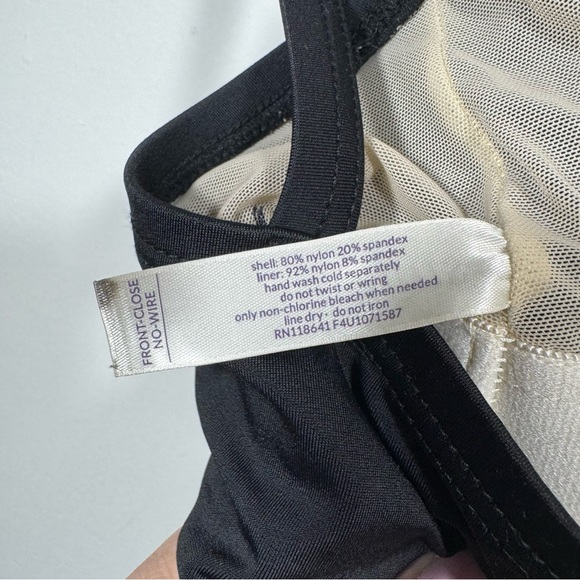 FRONT-CLOSE
NO-WIRE
shell: 80% nylon 20% spandex
liner: 92% nylon 8% spandex
hand wash cold separately
do not twist or wring
only non-chlorine bleach when needed
line dry · do not iron
RN118641 F4U1071587